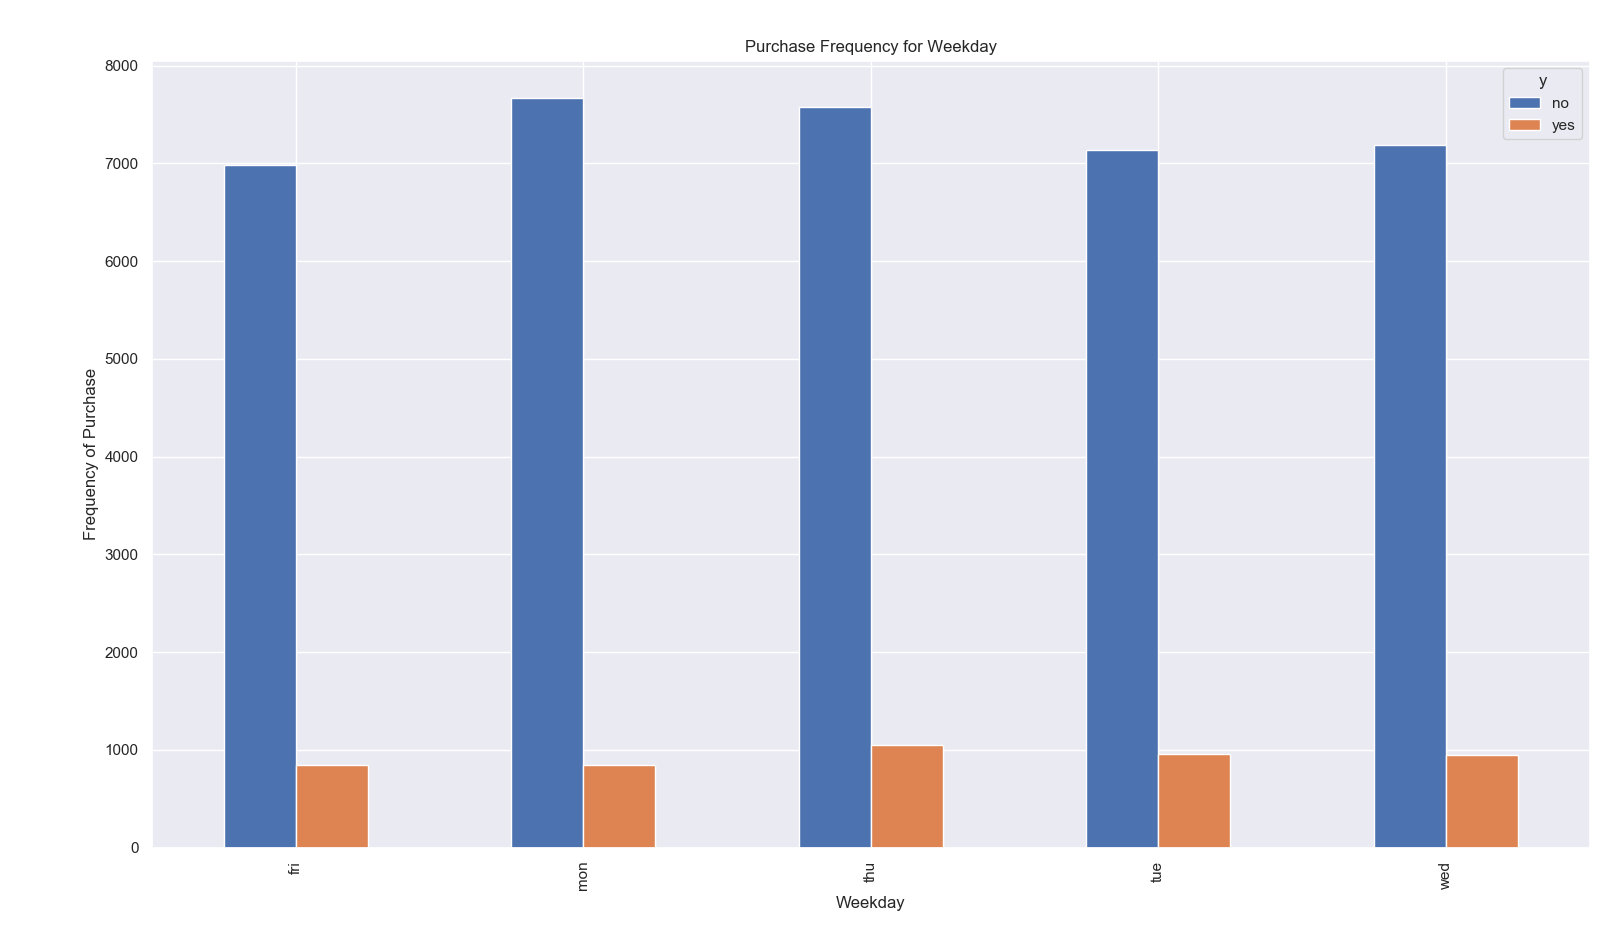 Purchase Frequency for Weekday
y
no
yes
8000
7000
6000
5000
4000
3000
2000
1000
0
Frequency of Purchase
fri
mon
thu
tue
wed
Weekday